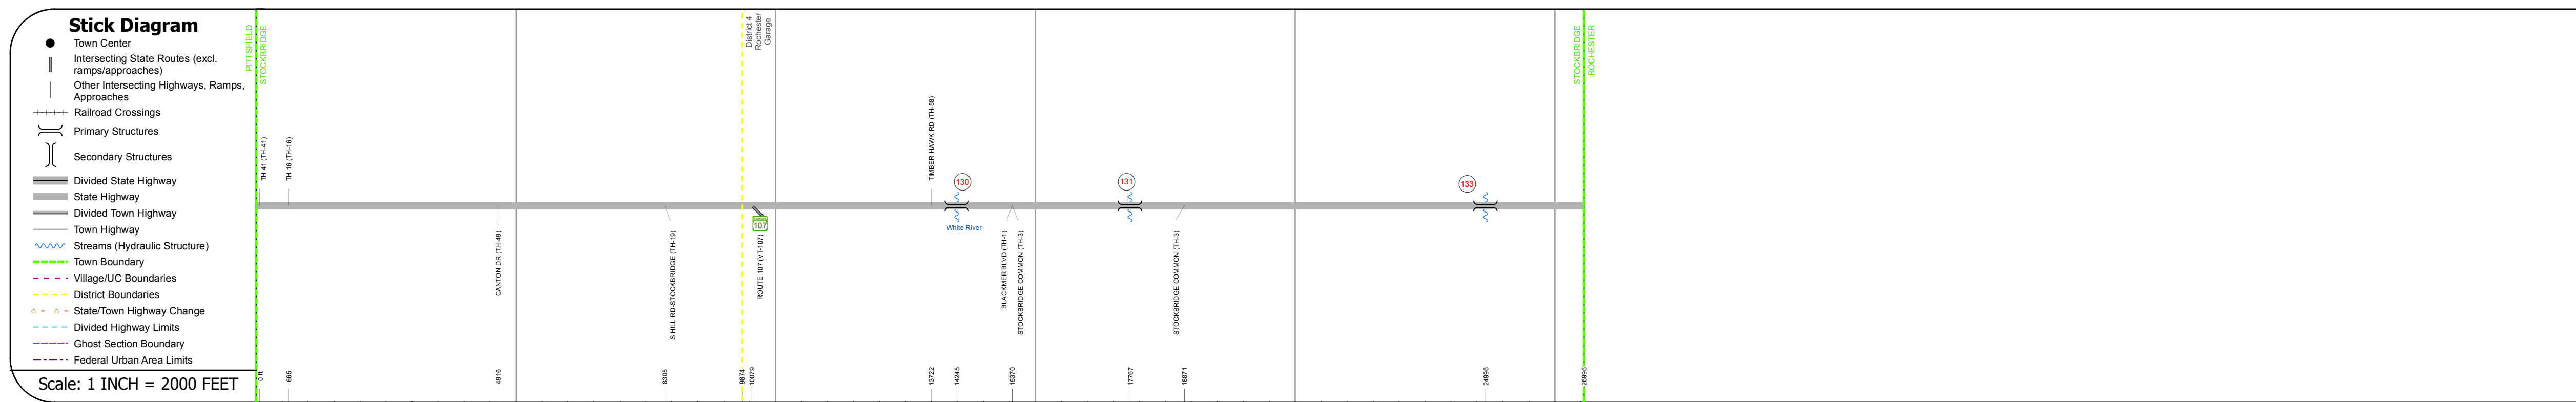 Stick Diagram
Town Center
Intersecting State Routes (excl.
ramps/approaches)
Other Intersecting Highways, Ramps,
Approaches
Railroad Crossings
Primary Structures
Secondary Structures
Divided State Highway
State Highway
Divided Town Highway
Town Highway
Streams (Hydraulic Structure)
Town Boundary
Village/UC Boundaries
District Boundaries
State/Town Highway Change
Divided Highway Limits
Ghost Section Boundary
Federal Urban Area Limits
Scale: 1 INCH = 2000 FEET
PITTSFIELD
STOCKBRIDGE
TH 41 (TH-41)
TH 16 (TH-16)
CANTON DR (TH-49)
S HILL RD-STOCKBRIDGE (TH-19)
District 4
Rochester
Garage
107
ROUTE 107 (VT-107)
TIMBER HAWK RD (TH-58)
130
White River
BLACKMER BLVD (TH-1)
STOCKBRIDGE COMMON (TH-3)
131
STOCKBRIDGE COMMON (TH-3)
133
STOCKBRIDGE
ROCHESTER
0 ft
665
4916
8305
9874
10079
13722
14245
15370
17767
18871
24996